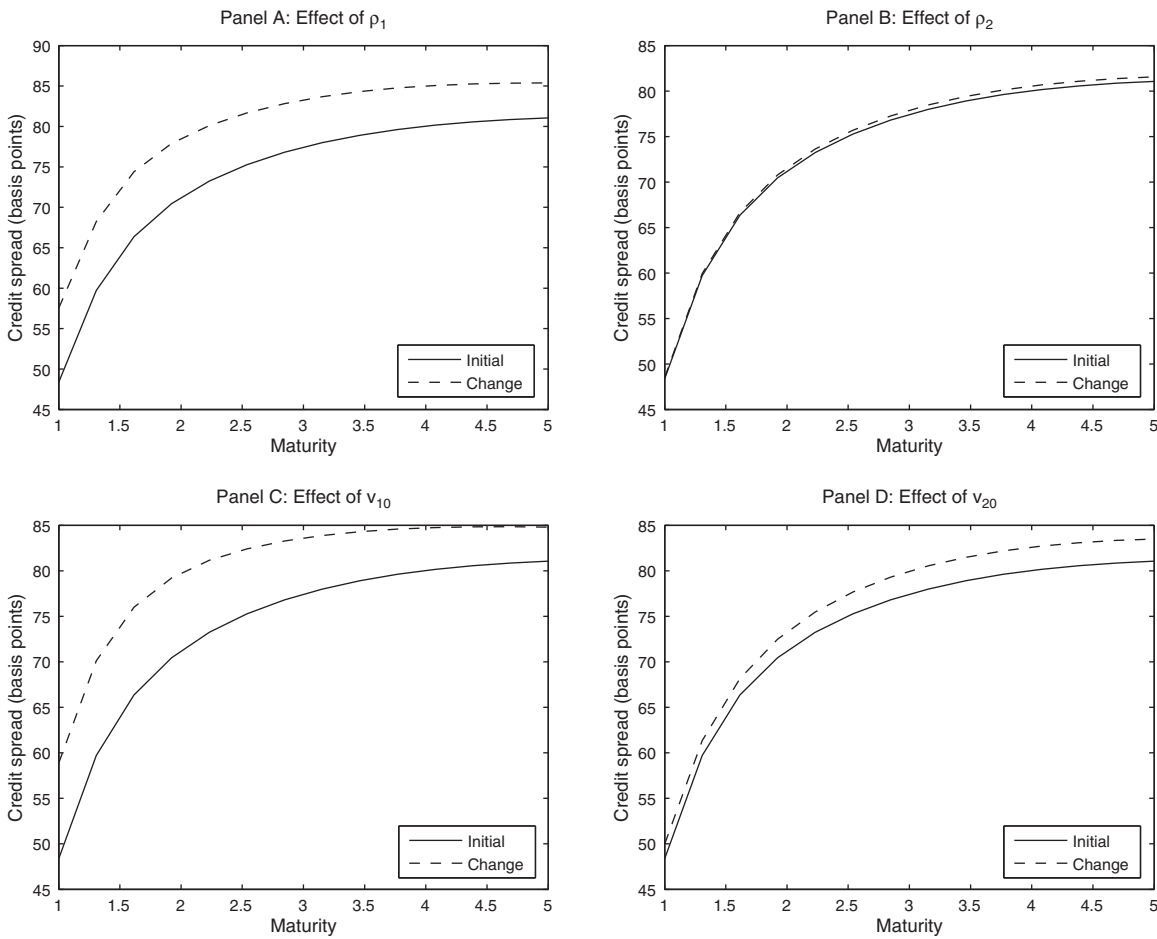 Panel A: Effect of ρ1
90
85
80
75
70
65
60
55
50
45
Credit spread (basis points)
Initial
Change
1 1.5 2 2.5 3 3.5 4 4.5 5
Maturity
Panel B: Effect of ρ2
85
80
75
70
65
60
55
50
45
Credit spread (basis points)
Initial
Change
1 1.5 2 2.5 3 3.5 4 4.5 5
Maturity
Panel C: Effect of v10
85
80
75
70
65
60
55
50
45
Credit spread (basis points)
Initial
Change
1 1.5 2 2.5 3 3.5 4 4.5 5
Maturity
Panel D: Effect of v20
85
80
75
70
65
60
55
50
45
Credit spread (basis points)
Initial
Change
1 1.5 2 2.5 3 3.5 4 4.5 5
Maturity